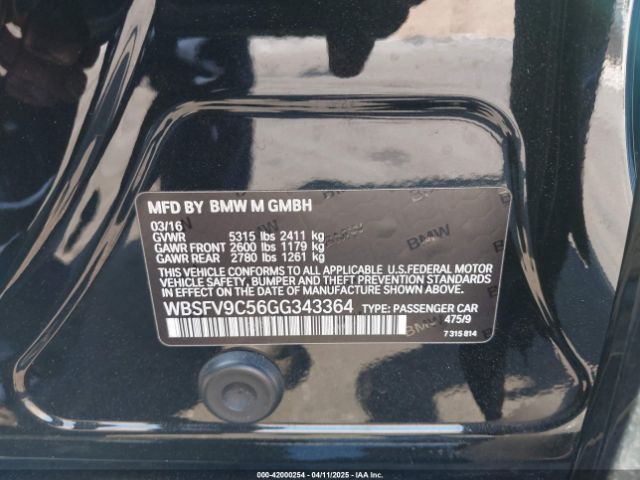 MFD BY BMW M GMBH
03/16
GVWR 5315 lbs 2411 kg
GAWR FRONT 2600 lbs 1179 kg
GAWR REAR 2780 lbs 1261 kg
THIS VEHICLE CONFORMS TO ALL APPLICABLE U.S.FEDERAL MOTOR
VEHICLE SAFETY, BUMPER AND THEFT PREVENTION STANDARDS
IN EFFECT ON THE DATE OF MANUFACTURE SHOWN ABOVE.
WBSFV9C56GG343364 TYPE: PASSENGER CAR
475/9
7 315 814
BMW
BMW
000-42000254 - 04/11/2025 - IAA Inc.